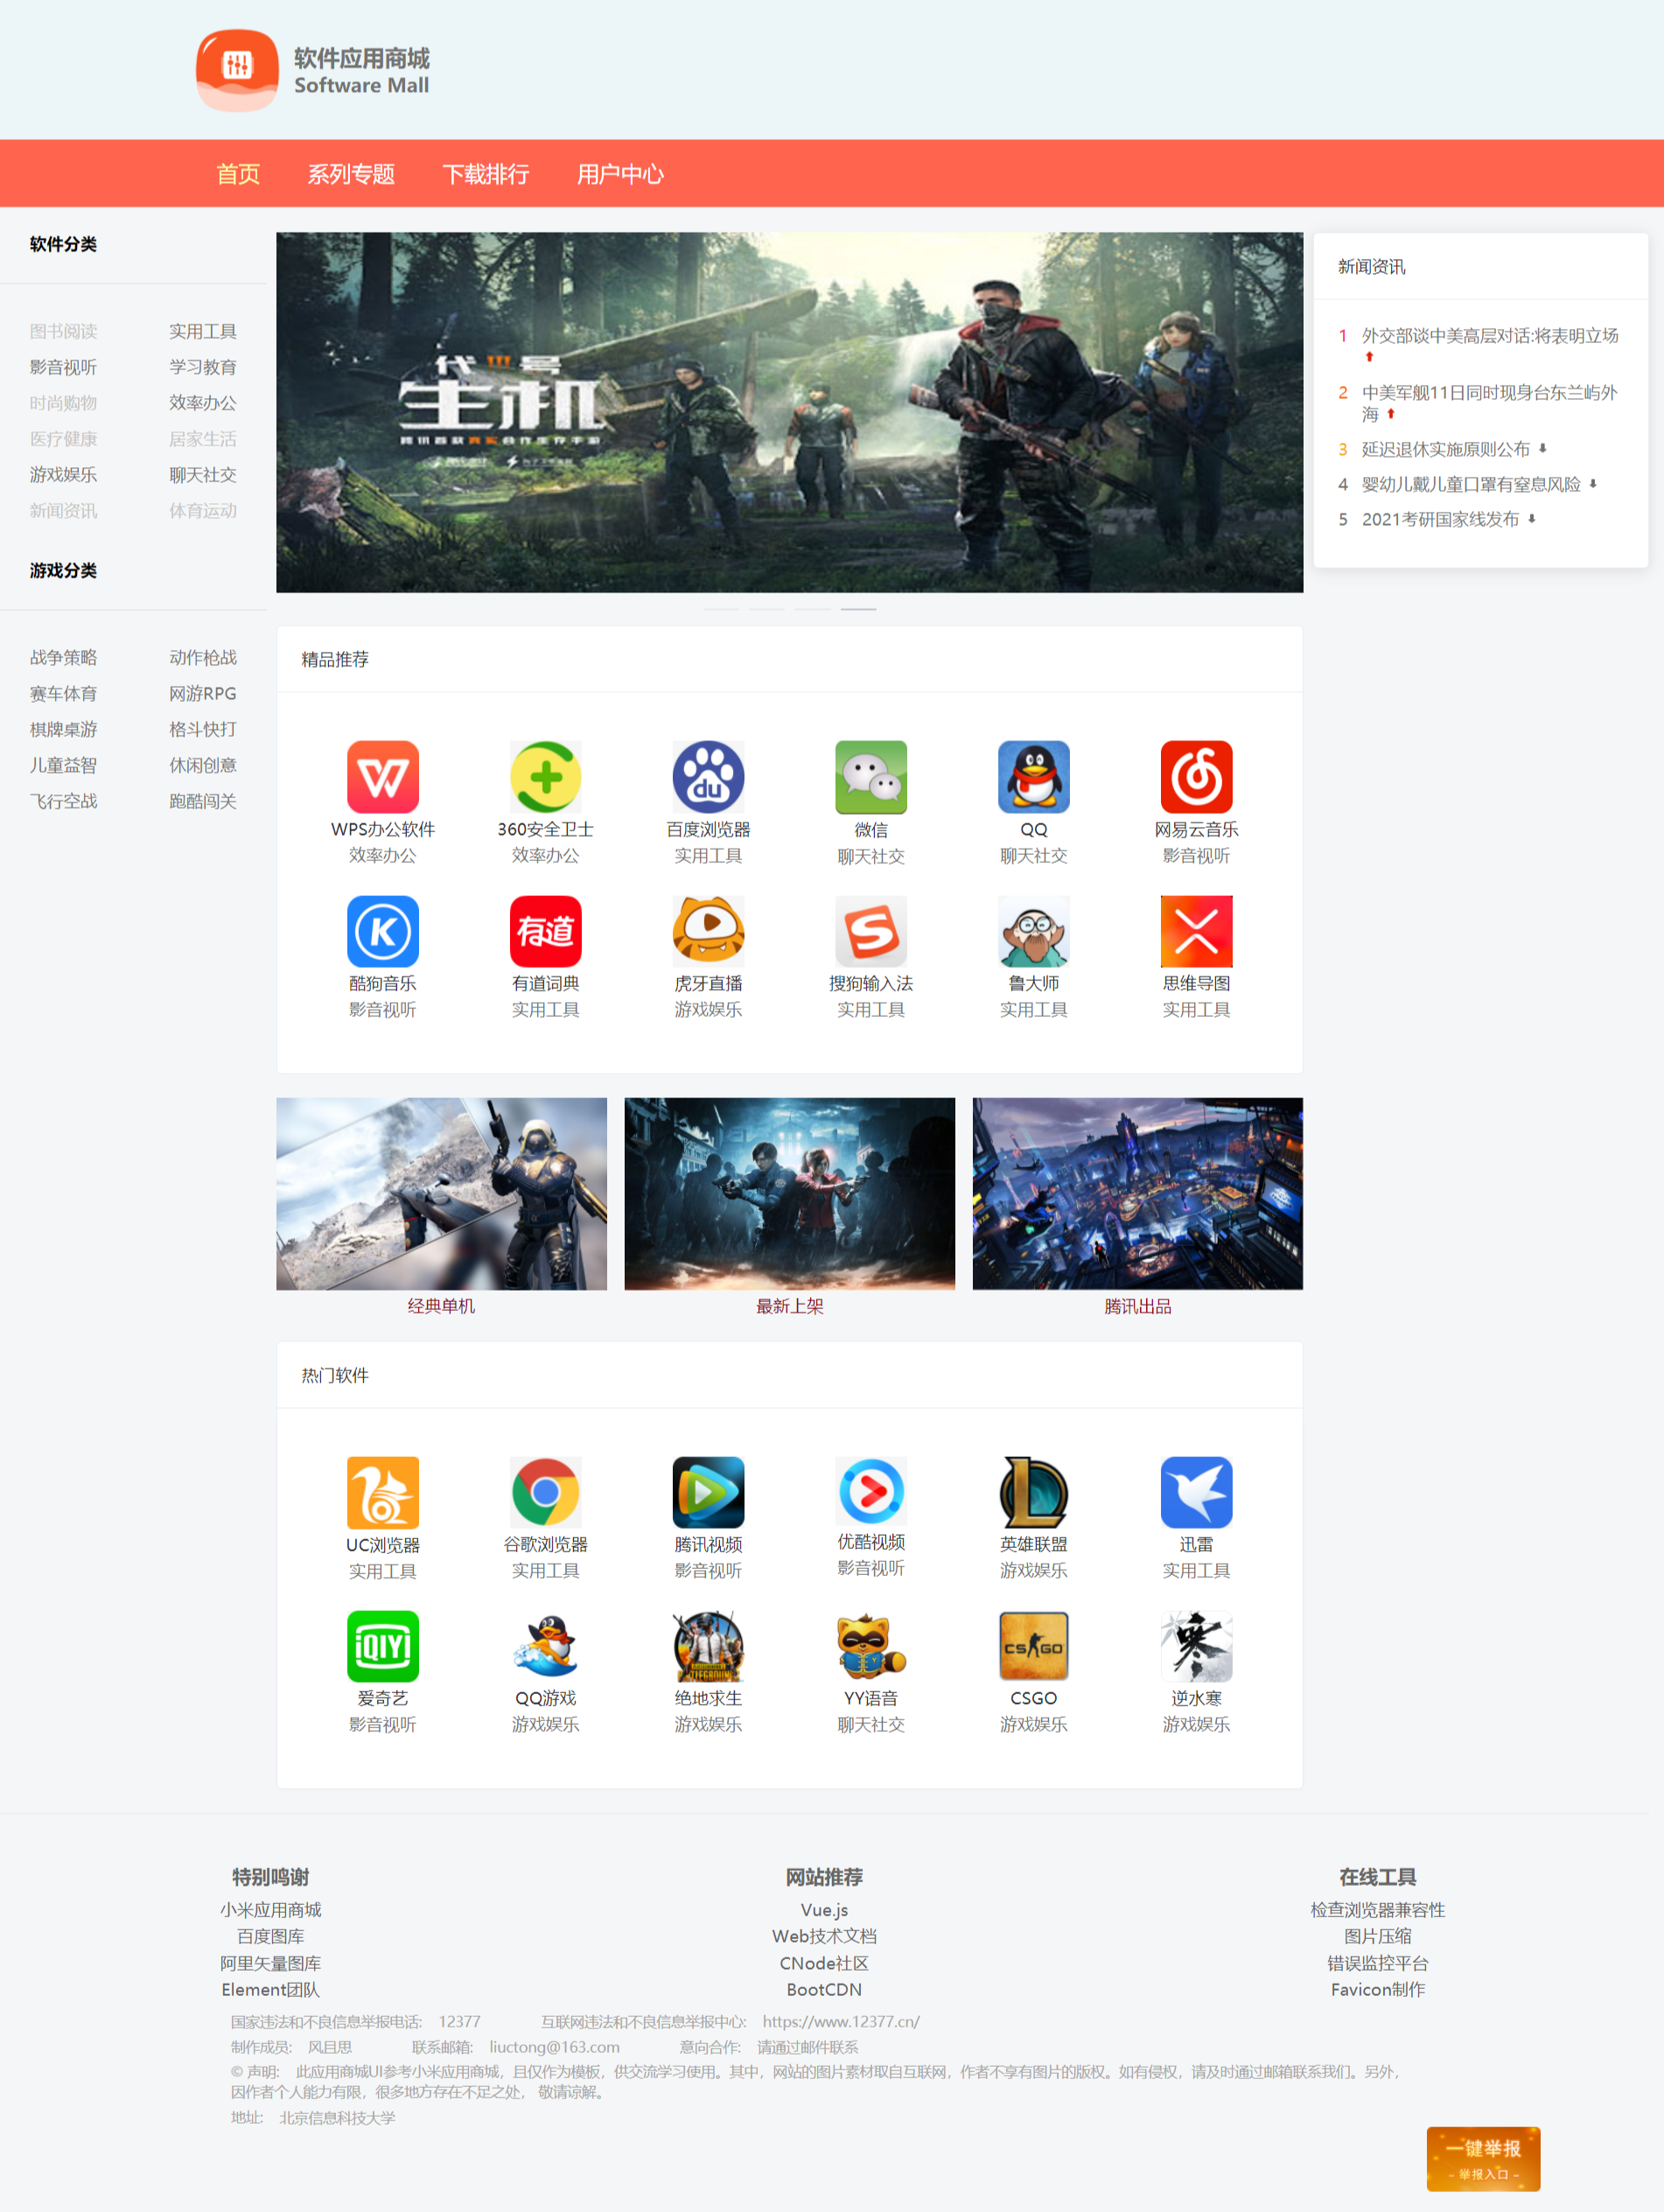 软件应用商城
Software Mall
首页 系列专题 下载排行 用户中心
软件分类
图书阅读 实用工具
影音视听 学习教育
时尚购物 效率办公
医疗健康 居家生活
游戏娱乐 聊天社交
新闻资讯 体育运动
游戏分类
战争策略 动作枪战
赛车体育 网游RPG
棋牌桌游 格斗快打
儿童益智 休闲创意
飞行空战 跑酷闯关
代号
生机
新闻资讯
1 外交部谈中美高层对话:将表明立场
2 中美军舰11日同时现身台东兰屿外
海
3 延迟退休实施原则公布
4 婴幼儿戴儿童口罩有窒息风险
5 2021考研国家线发布
精品推荐
du
WPS办公软件 360安全卫士 百度浏览器 微信 QQ 网易云音乐
效率办公 效率办公 实用工具 聊天社交 聊天社交 影音视听
K 有道 S
酷狗音乐 有道词典 虎牙直播 搜狗输入法 鲁大师 思维导图
影音视听 实用工具 游戏娱乐 实用工具 实用工具 实用工具
经典单机 最新上架 腾讯出品
热门软件
UC浏览器 谷歌浏览器 腾讯视频 优酷视频 英雄联盟 迅雷
实用工具 实用工具 影音视听 影音视听 游戏娱乐 实用工具
iQIYI CS GO 寒
爱奇艺 QQ游戏 绝地求生 YY语音 CSGO 逆水寒
影音视听 游戏娱乐 游戏娱乐 聊天社交 游戏娱乐 游戏娱乐
特别鸣谢 网站推荐 在线工具
小米应用商城 Vue.js 检查浏览器兼容性
百度图库 Web技术文档 图片压缩
阿里矢量图库 CNode社区 错误监控平台
Element团队 BootCDN Favicon制作
国家违法和不良信息举报电话: 12377 互联网违法和不良信息举报中心: https://www.12377.cn/
制作成员: 风且思 联系邮箱: liuctong@163.com 意向合作: 请通过邮件联系
© 声明: 此应用商城UI参考小米应用商城，且仅作为模板，供交流学习使用。其中，网站的图片素材取自互联网，作者不享有图片的版权。如有侵权，请及时通过邮箱联系我们。另外，
因作者个人能力有限，很多地方存在不足之处， 敬请谅解。
地址: 北京信息科技大学
一键举报
- 举报入口 -